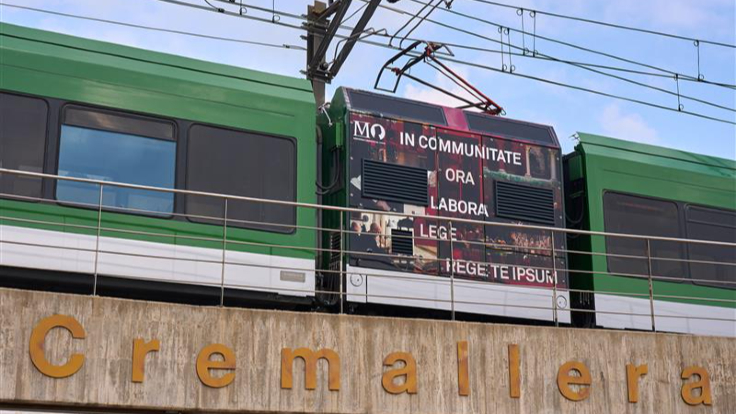 MO
IN COMMUNITATE
ORA
LABORA
LEGE
REGE TE IPSUM
Cremallera